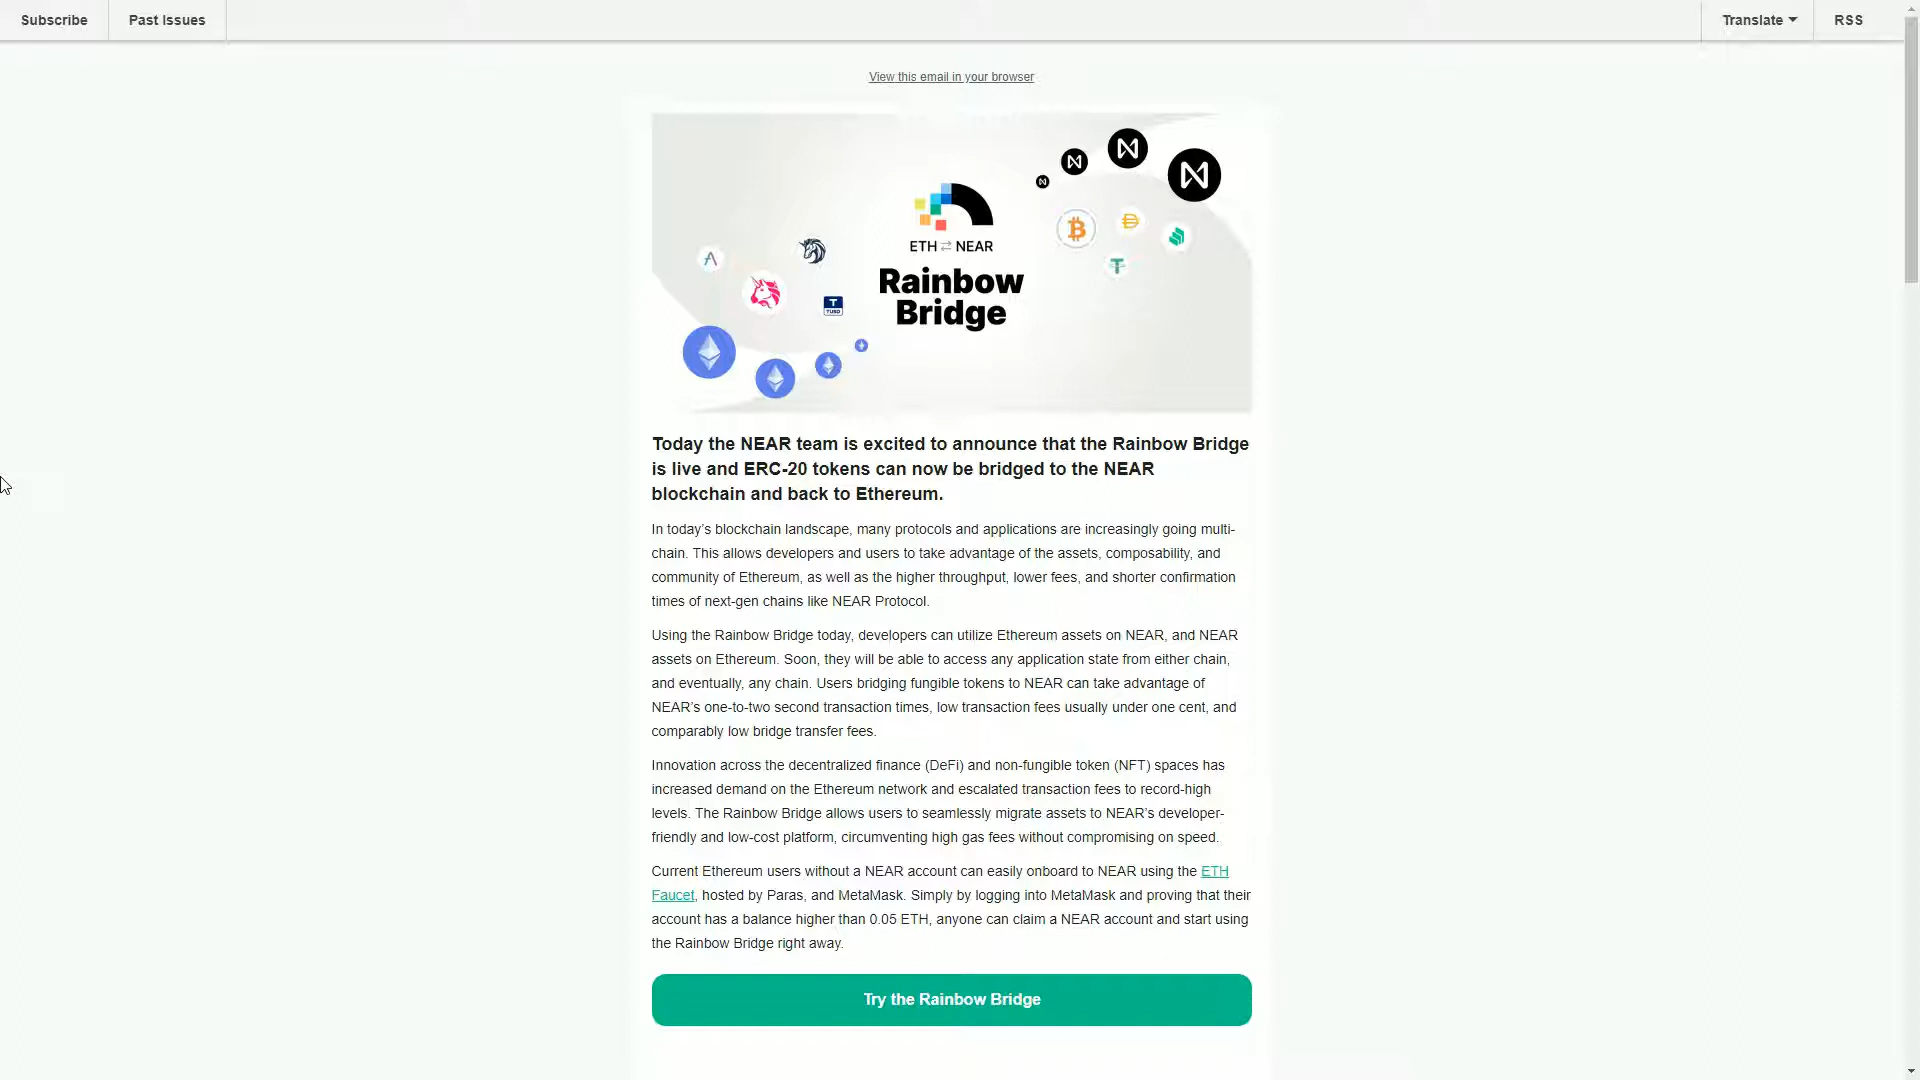 Subscribe
Past Issues
Translate
RSS
View this email in your browser
ETH ⇄ NEAR
Rainbow
Bridge
T
TUSD
Today the NEAR team is excited to announce that the Rainbow Bridge
is live and ERC-20 tokens can now be bridged to the NEAR
blockchain and back to Ethereum.
In today’s blockchain landscape, many protocols and applications are increasingly going multi-
chain. This allows developers and users to take advantage of the assets, composability, and
community of Ethereum, as well as the higher throughput, lower fees, and shorter confirmation
times of next-gen chains like NEAR Protocol.
Using the Rainbow Bridge today, developers can utilize Ethereum assets on NEAR, and NEAR
assets on Ethereum. Soon, they will be able to access any application state from either chain,
and eventually, any chain. Users bridging fungible tokens to NEAR can take advantage of
NEAR’s one-to-two second transaction times, low transaction fees usually under one cent, and
comparably low bridge transfer fees.
Innovation across the decentralized finance (DeFi) and non-fungible token (NFT) spaces has
increased demand on the Ethereum network and escalated transaction fees to record-high
levels. The Rainbow Bridge allows users to seamlessly migrate assets to NEAR’s developer-
friendly and low-cost platform, circumventing high gas fees without compromising on speed.
Current Ethereum users without a NEAR account can easily onboard to NEAR using the ETH
Faucet, hosted by Paras, and MetaMask. Simply by logging into MetaMask and proving that their
account has a balance higher than 0.05 ETH, anyone can claim a NEAR account and start using
the Rainbow Bridge right away.
Try the Rainbow Bridge